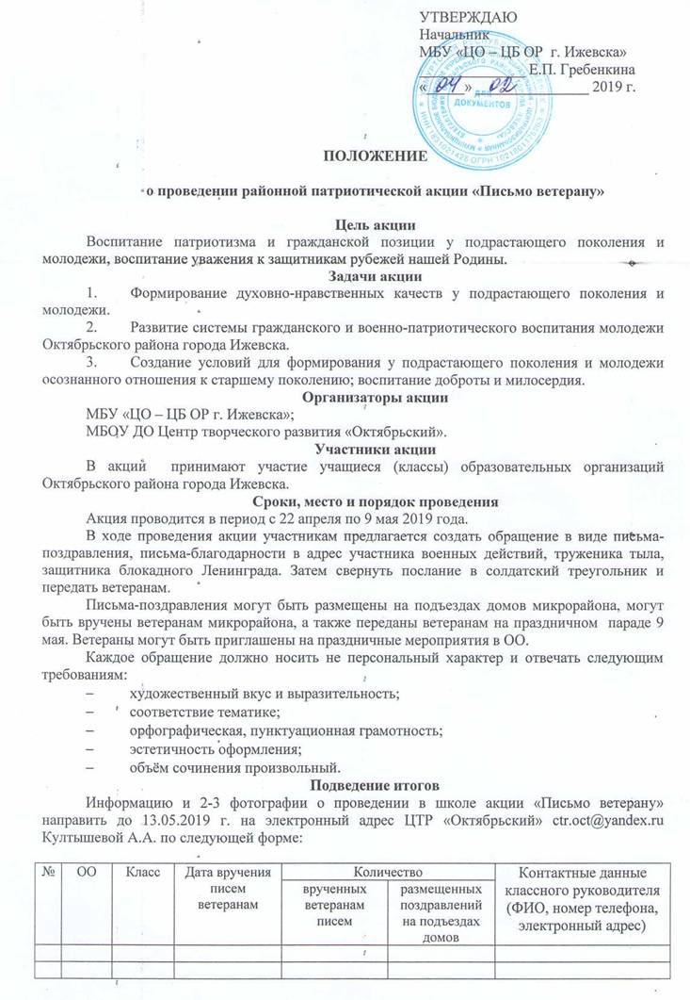 УТВЕРЖДАЮ
Начальник
МБУ «ЦО – ЦБ ОР г. Ижевска»
Е.П. Гребенкина
« 04 » 02 2019 г.
ДЛЯ
ДОКУМЕНТОВ
ПОЛОЖЕНИЕ
о проведении районной патриотической акции «Письмо ветерану»
Цель акции
Воспитание патриотизма и гражданской позиции у подрастающего поколения и
молодежи, воспитание уважения к защитникам рубежей нашей Родины.
Задачи акции
1. Формирование духовно-нравственных качеств у подрастающего поколения и
молодежи.
2. Развитие системы гражданского и военно-патриотического воспитания молодежи
Октябрьского района города Ижевска.
3. Создание условий для формирования у подрастающего поколения и молодежи
осознанного отношения к старшему поколению; воспитание доброты и милосердия.
Организаторы акции
МБУ «ЦО – ЦБ ОР г. Ижевска»;
МБОУ ДО Центр творческого развития «Октябрьский».
Участники акции
В акции принимают участие учащиеся (классы) образовательных организаций
Октябрьского района города Ижевска.
Сроки, место и порядок проведения
Акция проводится в период с 22 апреля по 9 мая 2019 года.
В ходе проведения акции участникам предлагается создать обращение в виде письма-
поздравления, письма-благодарности в адрес участника военных действий, труженика тыла,
защитника блокадного Ленинграда. Затем свернуть послание в солдатский треугольник и
передать ветеранам.
Письма-поздравления могут быть размещены на подъездах домов микрорайона, могут
быть вручены ветеранам микрорайона, а также переданы ветеранам на праздничном параде 9
мая. Ветераны могут быть приглашены на праздничные мероприятия в ОО.
Каждое обращение должно носить не персональный характер и отвечать следующим
требованиям:
– художественный вкус и выразительность;
– соответствие тематике;
– орфографическая, пунктуационная грамотность;
– эстетичность оформления;
– объём сочинения произвольный.
Подведение итогов
Информацию и 2-3 фотографии о проведении в школе акции «Письмо ветерану»
направить до 13.05.2019 г. на электронный адрес ЦТР «Октябрьский» ctr.oct@yandex.ru
Култышевой А.А. по следующей форме:
№ ОО Класс Дата вручения писем ветеранам Количество Контактные данные классного руководителя (ФИО, номер телефона, электронный адрес)
врученных ветеранам писем размещенных поздравлений на подъездах домов